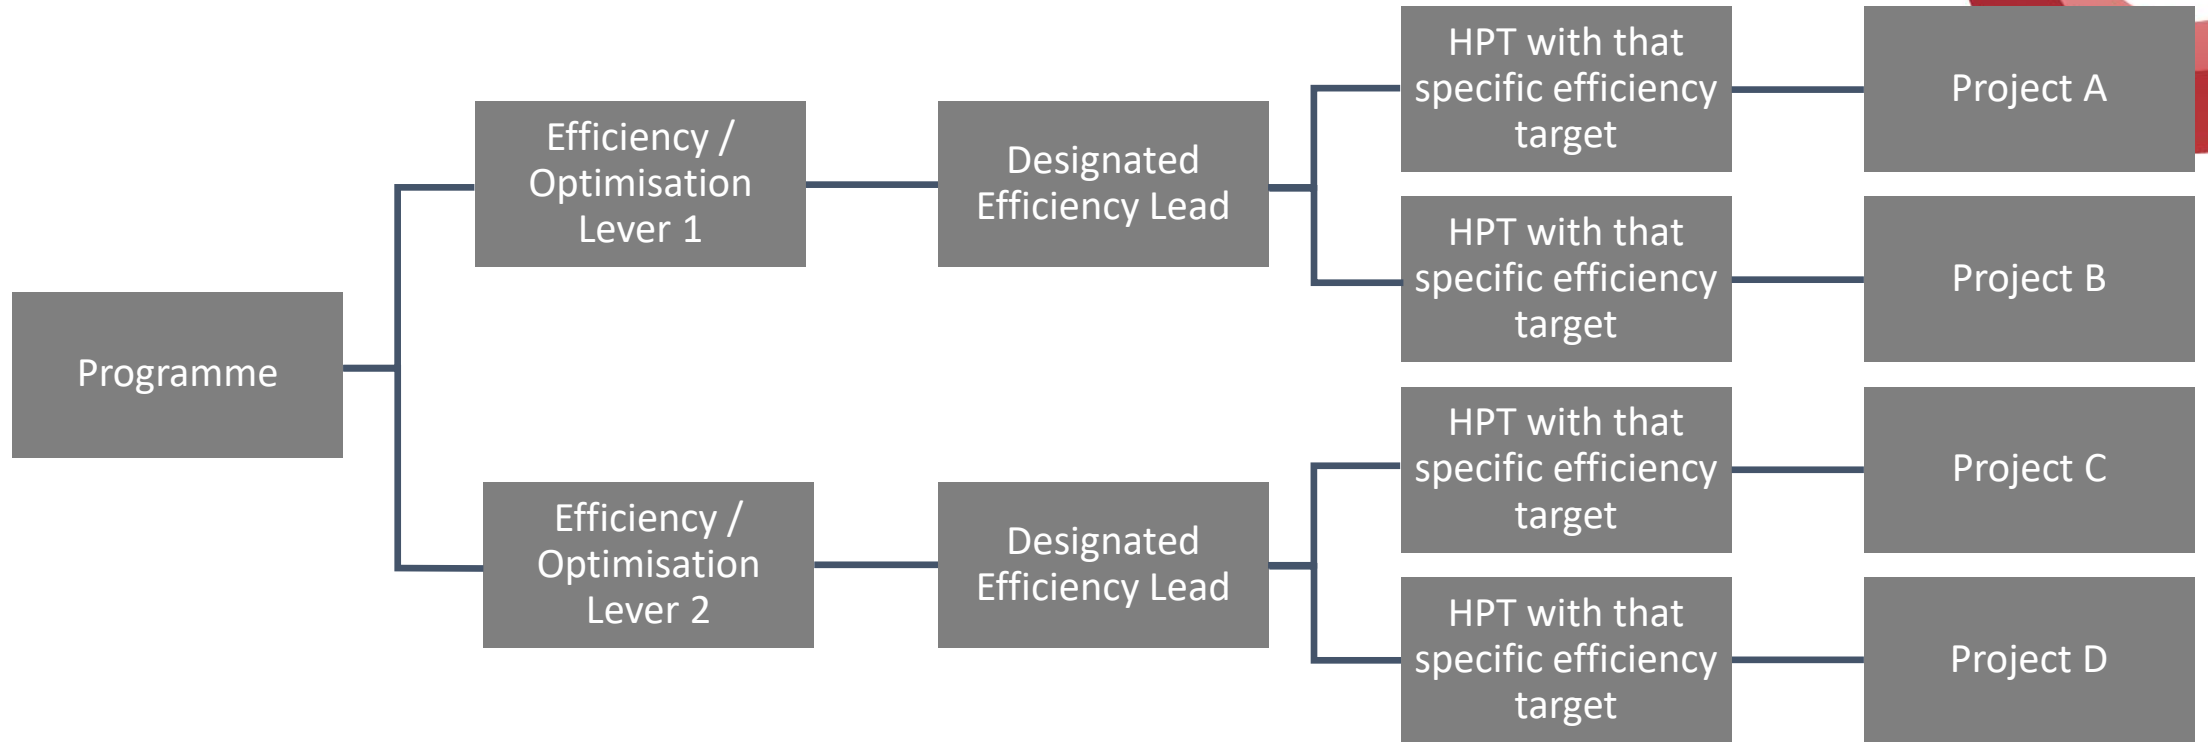 Programme
Efficiency /
Optimisation
Lever 1
Designated
Efficiency Lead
HPT with that
specific efficiency
target
Project A
HPT with that
specific efficiency
target
Project B
Efficiency /
Optimisation
Lever 2
Designated
Efficiency Lead
HPT with that
specific efficiency
target
Project C
HPT with that
specific efficiency
target
Project D